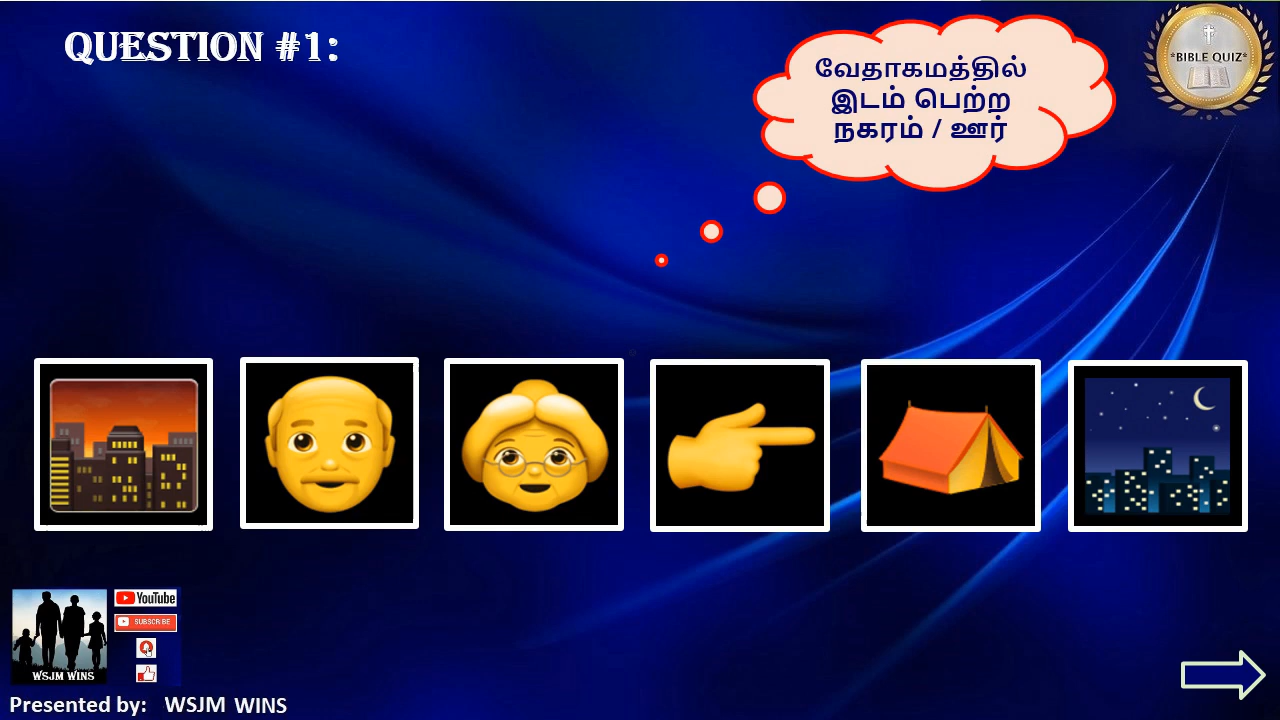 QUESTION #1:
வேதாகமத்தில்
இடம் பெற்ற
நகரம் / ஊர்
*BIBLE QUIZ*
WSJM WINS
YouTube
SUBSCRIBE
Presented by: WSJM WINS